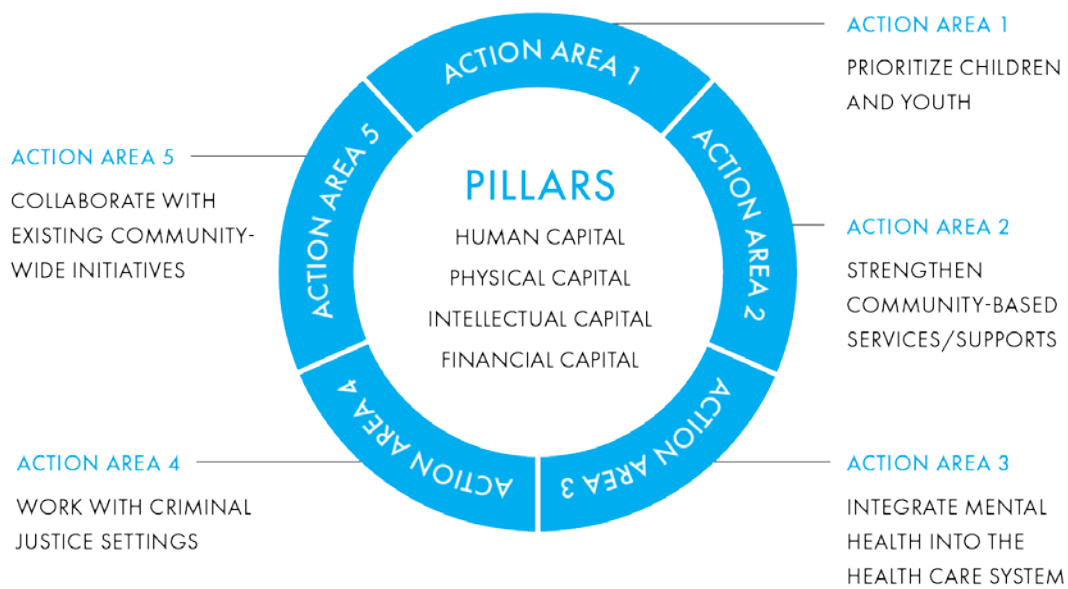 ACTION AREA 1
PRIORITIZE CHILDREN
AND YOUTH
ACTION AREA 2
STRENGTHEN
COMMUNITY-BASED
SERVICES/SUPPORTS
ACTION AREA 3
INTEGRATE MENTAL
HEALTH INTO THE
HEALTH CARE SYSTEM
ACTION AREA 4
WORK WITH CRIMINAL
JUSTICE SETTINGS
ACTION AREA 5
COLLABORATE WITH
EXISTING COMMUNITY-
WIDE INITIATIVES
ACTION AREA 1
ACTION AREA 2
ACTION AREA 3
ACTION AREA 4
ACTION AREA 5
PILLARS
HUMAN CAPITAL
PHYSICAL CAPITAL
INTELLECTUAL CAPITAL
FINANCIAL CAPITAL